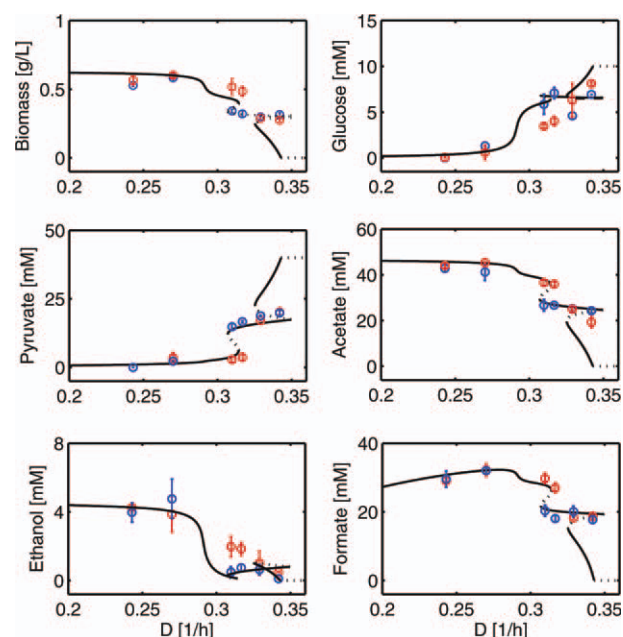 Biomass [g/L]
1
0.5
0
0.2 0.25 0.3 0.35
Glucose [mM]
15
10
5
0
0.2 0.25 0.3 0.35
Pyruvate [mM]
50
25
0
0.2 0.25 0.3 0.35
Acetate [mM]
60
40
20
0
0.2 0.25 0.3 0.35
Ethanol [mM]
8
4
0
0.2 0.25 0.3 0.35
D [1/h]
Formate [mM]
40
20
0
0.2 0.25 0.3 0.35
D [1/h]